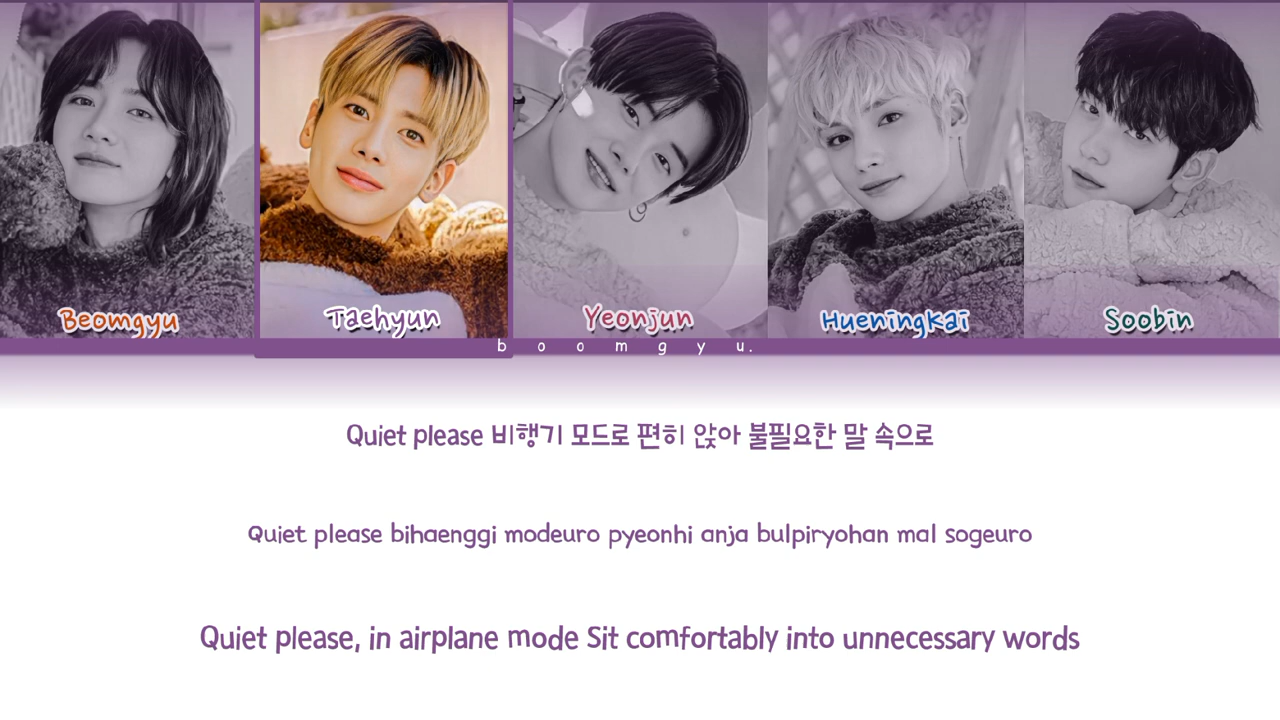 Beomgyu
Taehyun
Yeonjun
HueningKai
Soobin
boomgyu.
Quiet please 비행기 모드로 편히 앉아 불필요한 말 속으로
Quiet please bihaenggi modeuro pyeonhi anja bulpiryohan mal sogeuro
Quiet please, in airplane mode Sit comfortably into unnecessary words